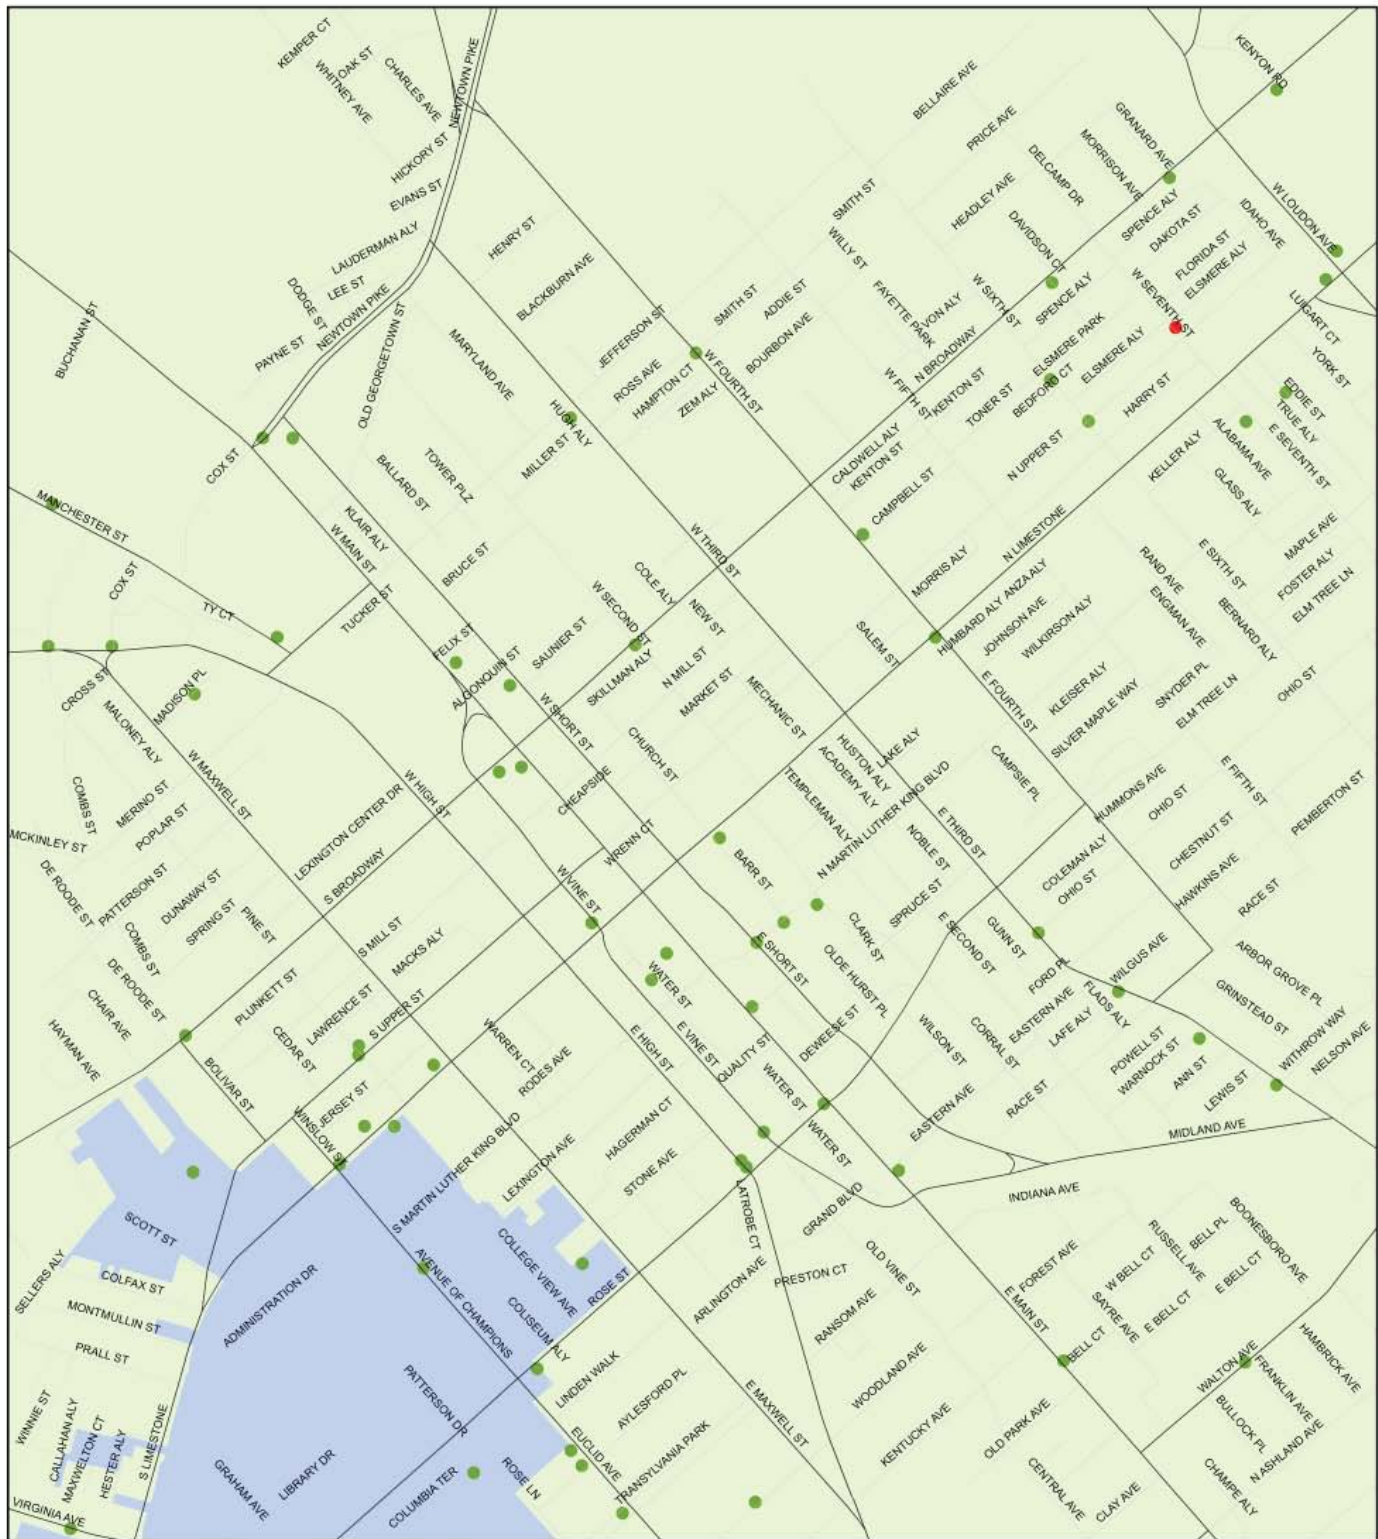 KEMPER CT
OAK ST
WHITNEY AVE
CHARLES AVE
NEWTOWN PIKE
KENYON RD
BELLAIRE AVE
PRICE AVE
GRANARD AVE
MORRISON AVE
DELCAMP DR
HICKORY ST
EVANS ST
SMITH ST
HEADLEY AVE
SPENCE ALY
DAKOTA ST
IDAHO AVE
W LOUDON AVE
LAUDERMAN ALY
HENRY ST
WILLY ST
DAVIDSON CT
FLORIDA ST
ELSMERE ALY
LEE ST
DODGE ST
BLACKBURN AVE
W SEVENTH ST
BUCHANAN ST
NEWTOWN PIKE
PAYNE ST
OLD GEORGETOWN ST
MARYLAND AVE
JEFFERSON ST
SMITH ST
ADDIE ST
BOURBON AVE
FAYETTE PARK
VON ALY
W SIXTH ST
SPENCE ALY
N BROADWAY
ELSMERE PARK
ELSMERE ALY
LUIGART CT
YORK ST
ROSS AVE
HAMPTON CT
ZEM ALY
W FOURTH ST
W FIFTH ST
KENTON ST
TONER ST
BEDFORD CT
HARRY ST
EDDIE ST
TRUE ALY
E SEVENTH ST
ALABAMA AVE
HUGH ALY
MILLER ST
COX ST
BALLARD ST
TOWER PLZ
CALDWELL ALY
KENTON ST
N UPPER ST
KELLER ALY
GLASS ALY
CAMPBELL ST
MANCHESTER ST
KLAIR ALY
W MAIN ST
BRUCE ST
W THIRD ST
N LIMESTONE
MAPLE AVE
COX ST
TY CT
TUCKER ST
COLE ALY
W SECOND ST
NEW ST
MORRIS ALY
RAND AVE
E SIXTH ST
FOSTER ALY
ELM TREE LN
HUMBARD ALY
ANZA ALY
JOHNSON AVE
WILKIRSON ALY
ENGMAN AVE
BERNARD ALY
FELIX ST
SAUNIER ST
SALEM ST
ALGONQUIN ST
SKILLMAN ALY
N MILL ST
MARKET ST
MECHANIC ST
E FOURTH ST
KLEISER ALY
SILVER MAPLE WAY
SNYDER PL
ELM TREE LN
OHIO ST
CROSS ST
MADISON PL
MALONEY ALY
W SHORT ST
CHURCH ST
HUSTON ALY
ACADEMY ALY
LAKE ALY
CAMPSIE PL
W MAXWELL ST
W HIGH ST
CHEAPSIDE
TEMPLEMAN ALY
N MARTIN LUTHER KING BLVD
HUMMONS AVE
OHIO ST
E FIFTH ST
PEMBERTON ST
COMBS ST
MERINO ST
POPLAR ST
LEXINGTON CENTER DR
S BROADWAY
WRENN CT
BARR ST
E THIRD ST
NOBLE ST
COLEMAN ALY
OHIO ST
CHESTNUT ST
HAWKINS AVE
MCKINLEY ST
DE ROODE ST
PATTERSON ST
DUNAWAY ST
SPRING ST
PINE ST
W VINE ST
SPRUCE ST
RACE ST
COMBS ST
S MILL ST
MACKS ALY
CLARK ST
E SECOND ST
GUNN ST
WILGUS AVE
ARBOR GROVE PL
DE ROODE ST
CHAIR AVE
HAYMAN AVE
PLUNKETT ST
E SHORT ST
OLDE HURST PL
FORD PL
FLADS ALY
GRINSTEAD ST
LAWRENCE ST
S UPPER ST
CEDAR ST
WATER ST
EASTERN AVE
LAFE ALY
WITHROW WAY
NELSON AVE
WARREN CT
E HIGH ST
E VINE ST
QUALITY ST
DEWEESE ST
WILSON ST
CORRAL ST
POWELL ST
WARNOCK ST
ANN ST
BOLIVAR ST
RODES AVE
WATER ST
RACE ST
LEWIS ST
JERSEY ST
WINSLOW ST
HAGERMAN CT
WATER ST
EASTERN AVE
MIDLAND AVE
S MARTIN LUTHER KING BLVD
LEXINGTON AVE
STONE AVE
LATROBE CT
GRAND BLVD
INDIANA AVE
SCOTT ST
SELLERS ALY
COLFAX ST
MONTMULLIN ST
PRALL ST
ADMINISTRATION DR
AVENUE OF CHAMPIONS
COLLEGE VIEW AVE
ROSE ST
COLISEUM ALY
ARLINGTON AVE
PRESTON CT
OLD VINE ST
RANSOM AVE
FOREST AVE
E MAIN ST
W BELL CT
RUSSELL AVE
BELL PL
BOONESBORO AVE
SAYRE AVE
E BELL CT
E BELL CT
BELL CT
WALTON AVE
HAMBRICK AVE
FRANKLIN AVE
PATTERSON DR
LINDEN WALK
AYLESFORD PL
E MAXWELL ST
WOODLAND AVE
KENTUCKY AVE
OLD PARK AVE
BULLOCK PL
N ASHLAND AVE
WINNIE ST
CALLAHAN ALY
MAXWELTON CT
HESTER ALY
S LIMESTONE
EUCLID AVE
TRANSYLVANIA PARK
ROSE LN
COLUMBIA TER
LIBRARY DR
GRAHAM AVE
VIRGINIA AVE
CENTRAL AVE
CLAY AVE
CHAMPE ALY